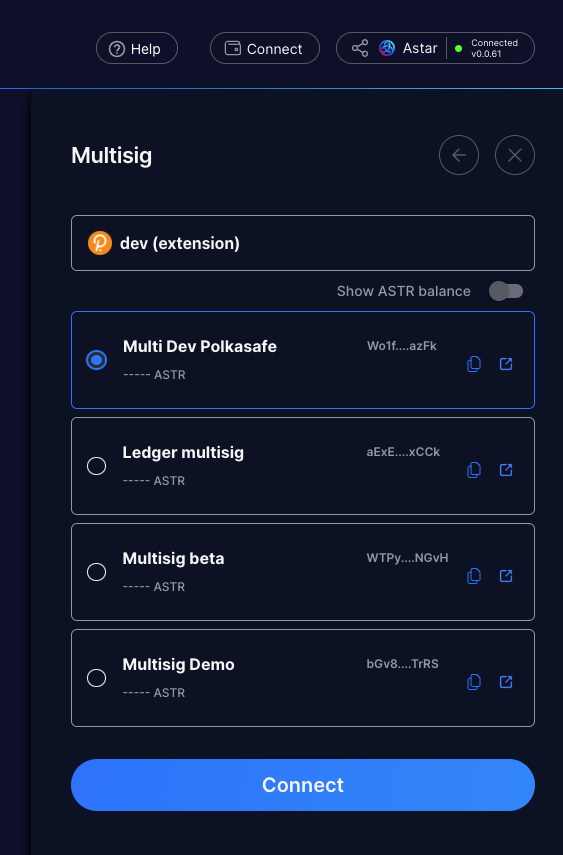 Help
Connect
Astar
Connected
v0.0.61
Multisig
dev (extension)
Show ASTR balance
Multi Dev Polkasafe
Wo1f....azFk
----- ASTR
Ledger multisig
aExE....xCCk
----- ASTR
Multisig beta
WTPy....NGvH
----- ASTR
Multisig Demo
bGv8....TrRS
----- ASTR
Connect